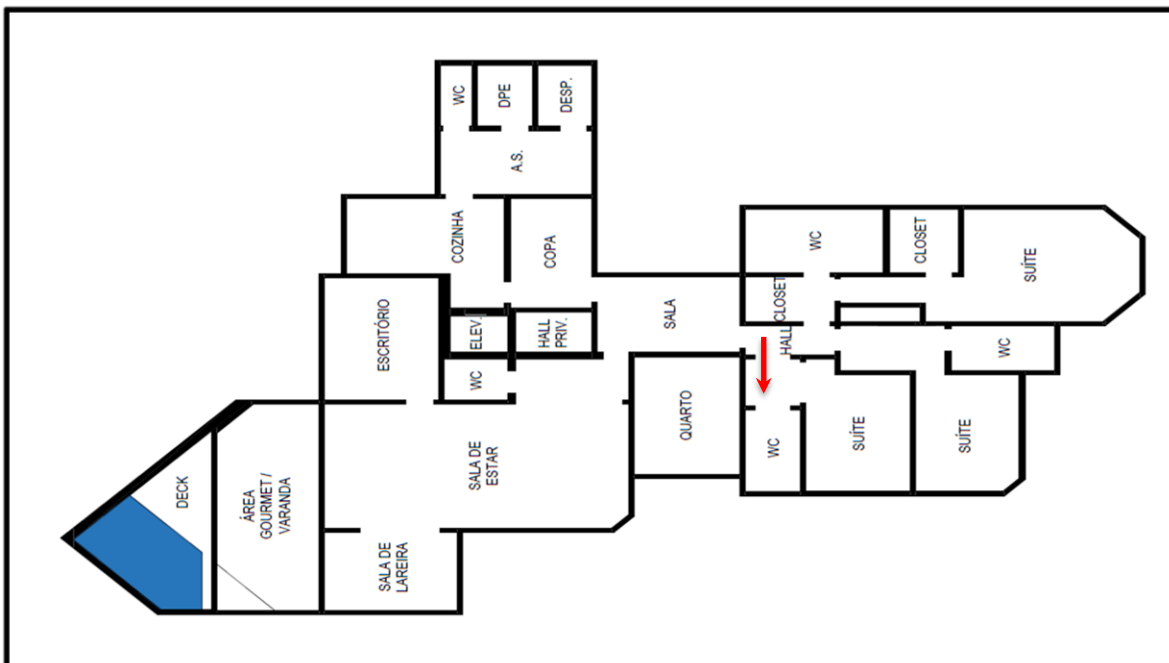 WC
DPE
DESP.
A.S.
COZINHA
COPA
WC
CLOSET
SUÍTE
ESCRITÓRIO
ELEV.
HALL
PRIV.
SALA
CLOSET
HALL
WC
WC
QUARTO
WC
SUÍTE
SUÍTE
DECK
ÁREA
GOURMET /
VARANDA
SALA DE
ESTAR
SALA DE
LAREIRA